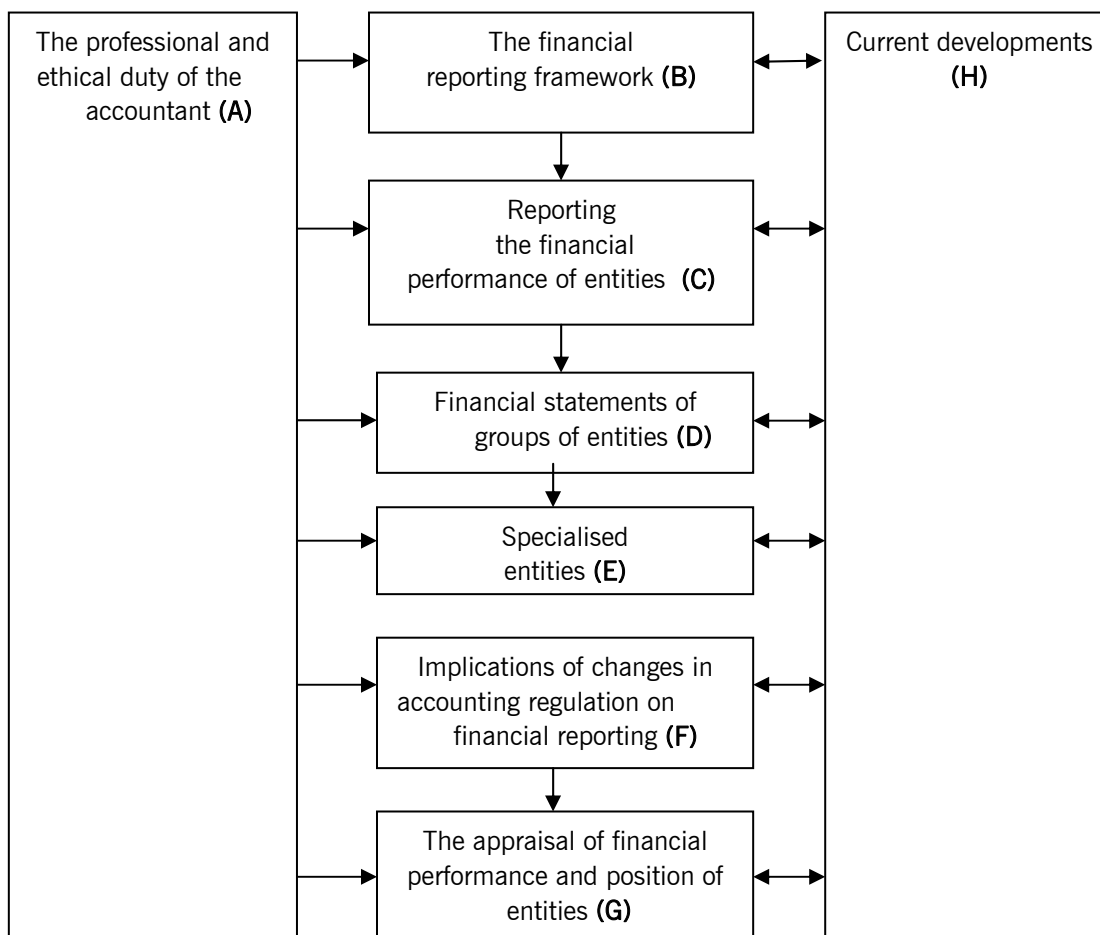 The professional and
ethical duty of the
accountant (A)
The financial
reporting framework (B)
Current developments
(H)
Reporting
the financial
performance of entities (C)
Financial statements of
groups of entities (D)
Specialised
entities (E)
Implications of changes in
accounting regulation on
financial reporting (F)
The appraisal of financial
performance and position of
entities (G)